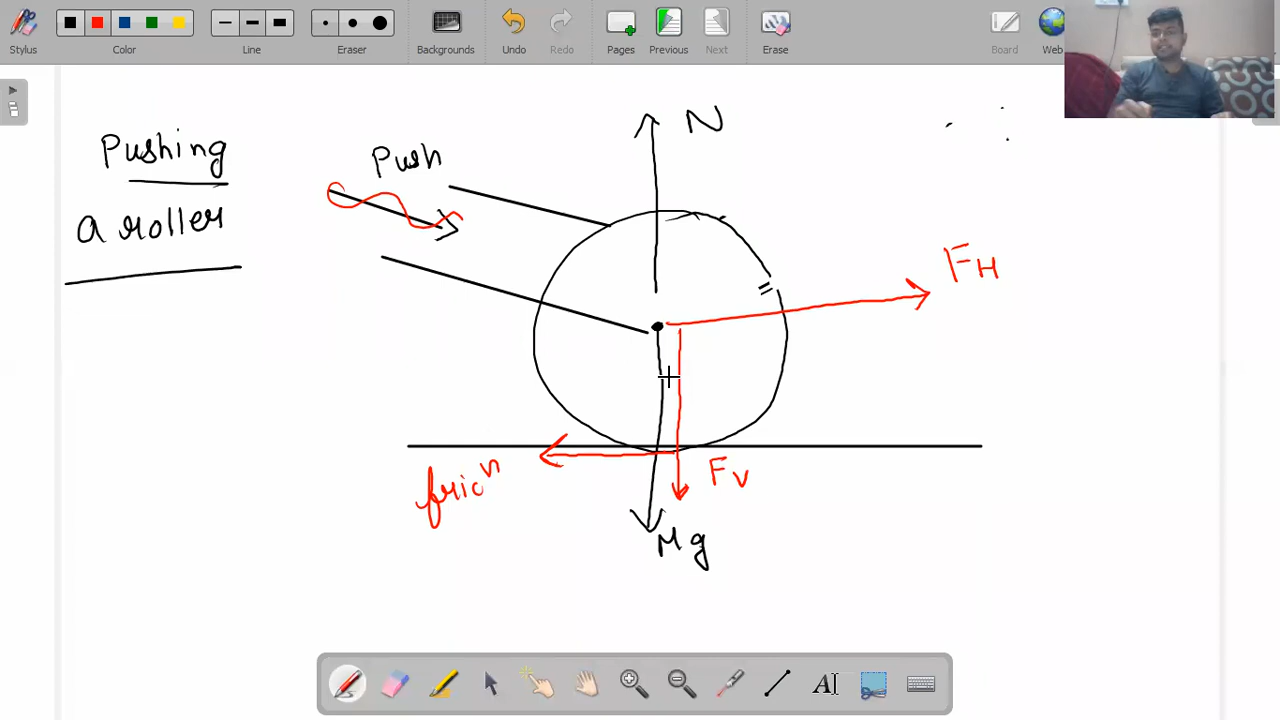 Stylus
Color
Line
Eraser
Backgrounds
Undo
Redo
Pages
Previous
Next
Erase
Board
Web
Pushing
a roller
Push
N
FH
fricn
FV
Mg
A